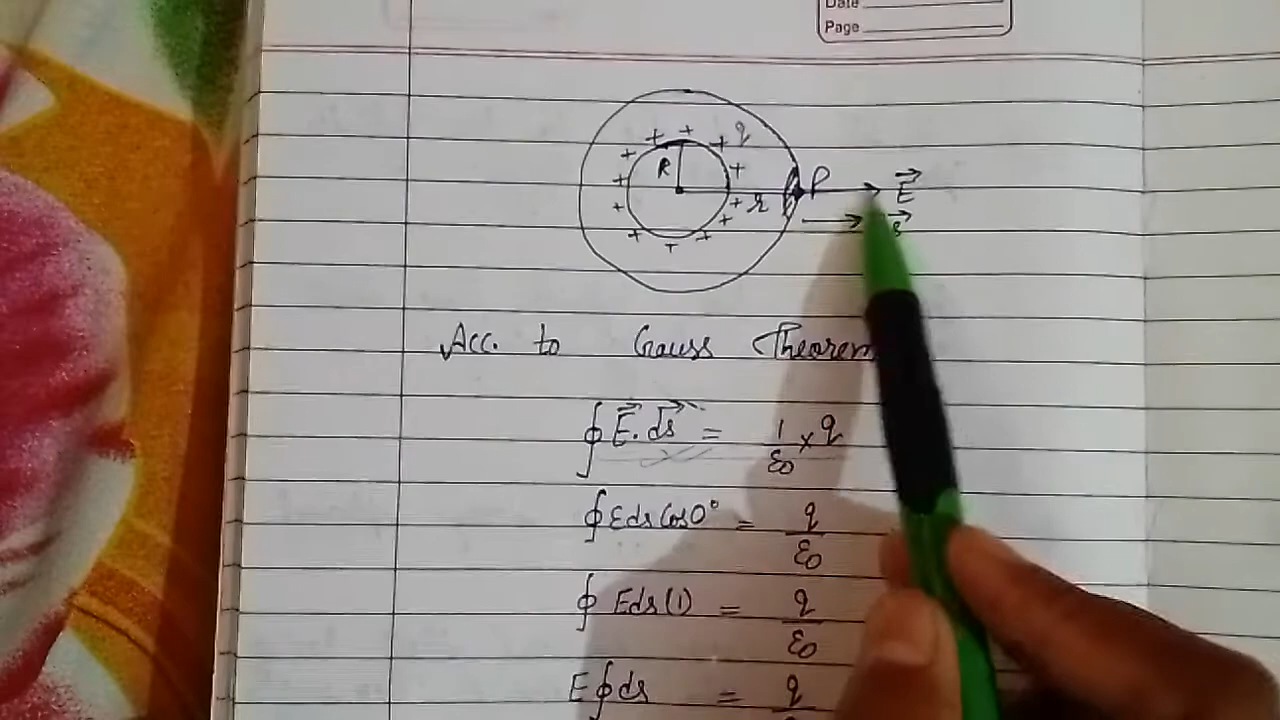 Date
Page
+ + + q
+ R +
+ P E⃗
+ + r
+ + s⃗
+ + +
Acc. to Gauss Theorem
∮ E⃗.ds⃗ = 1/ε0 × q
∮ Eds Cos0° = q/ε0
∮ Eds(1) = q/ε0
E∮ds = q